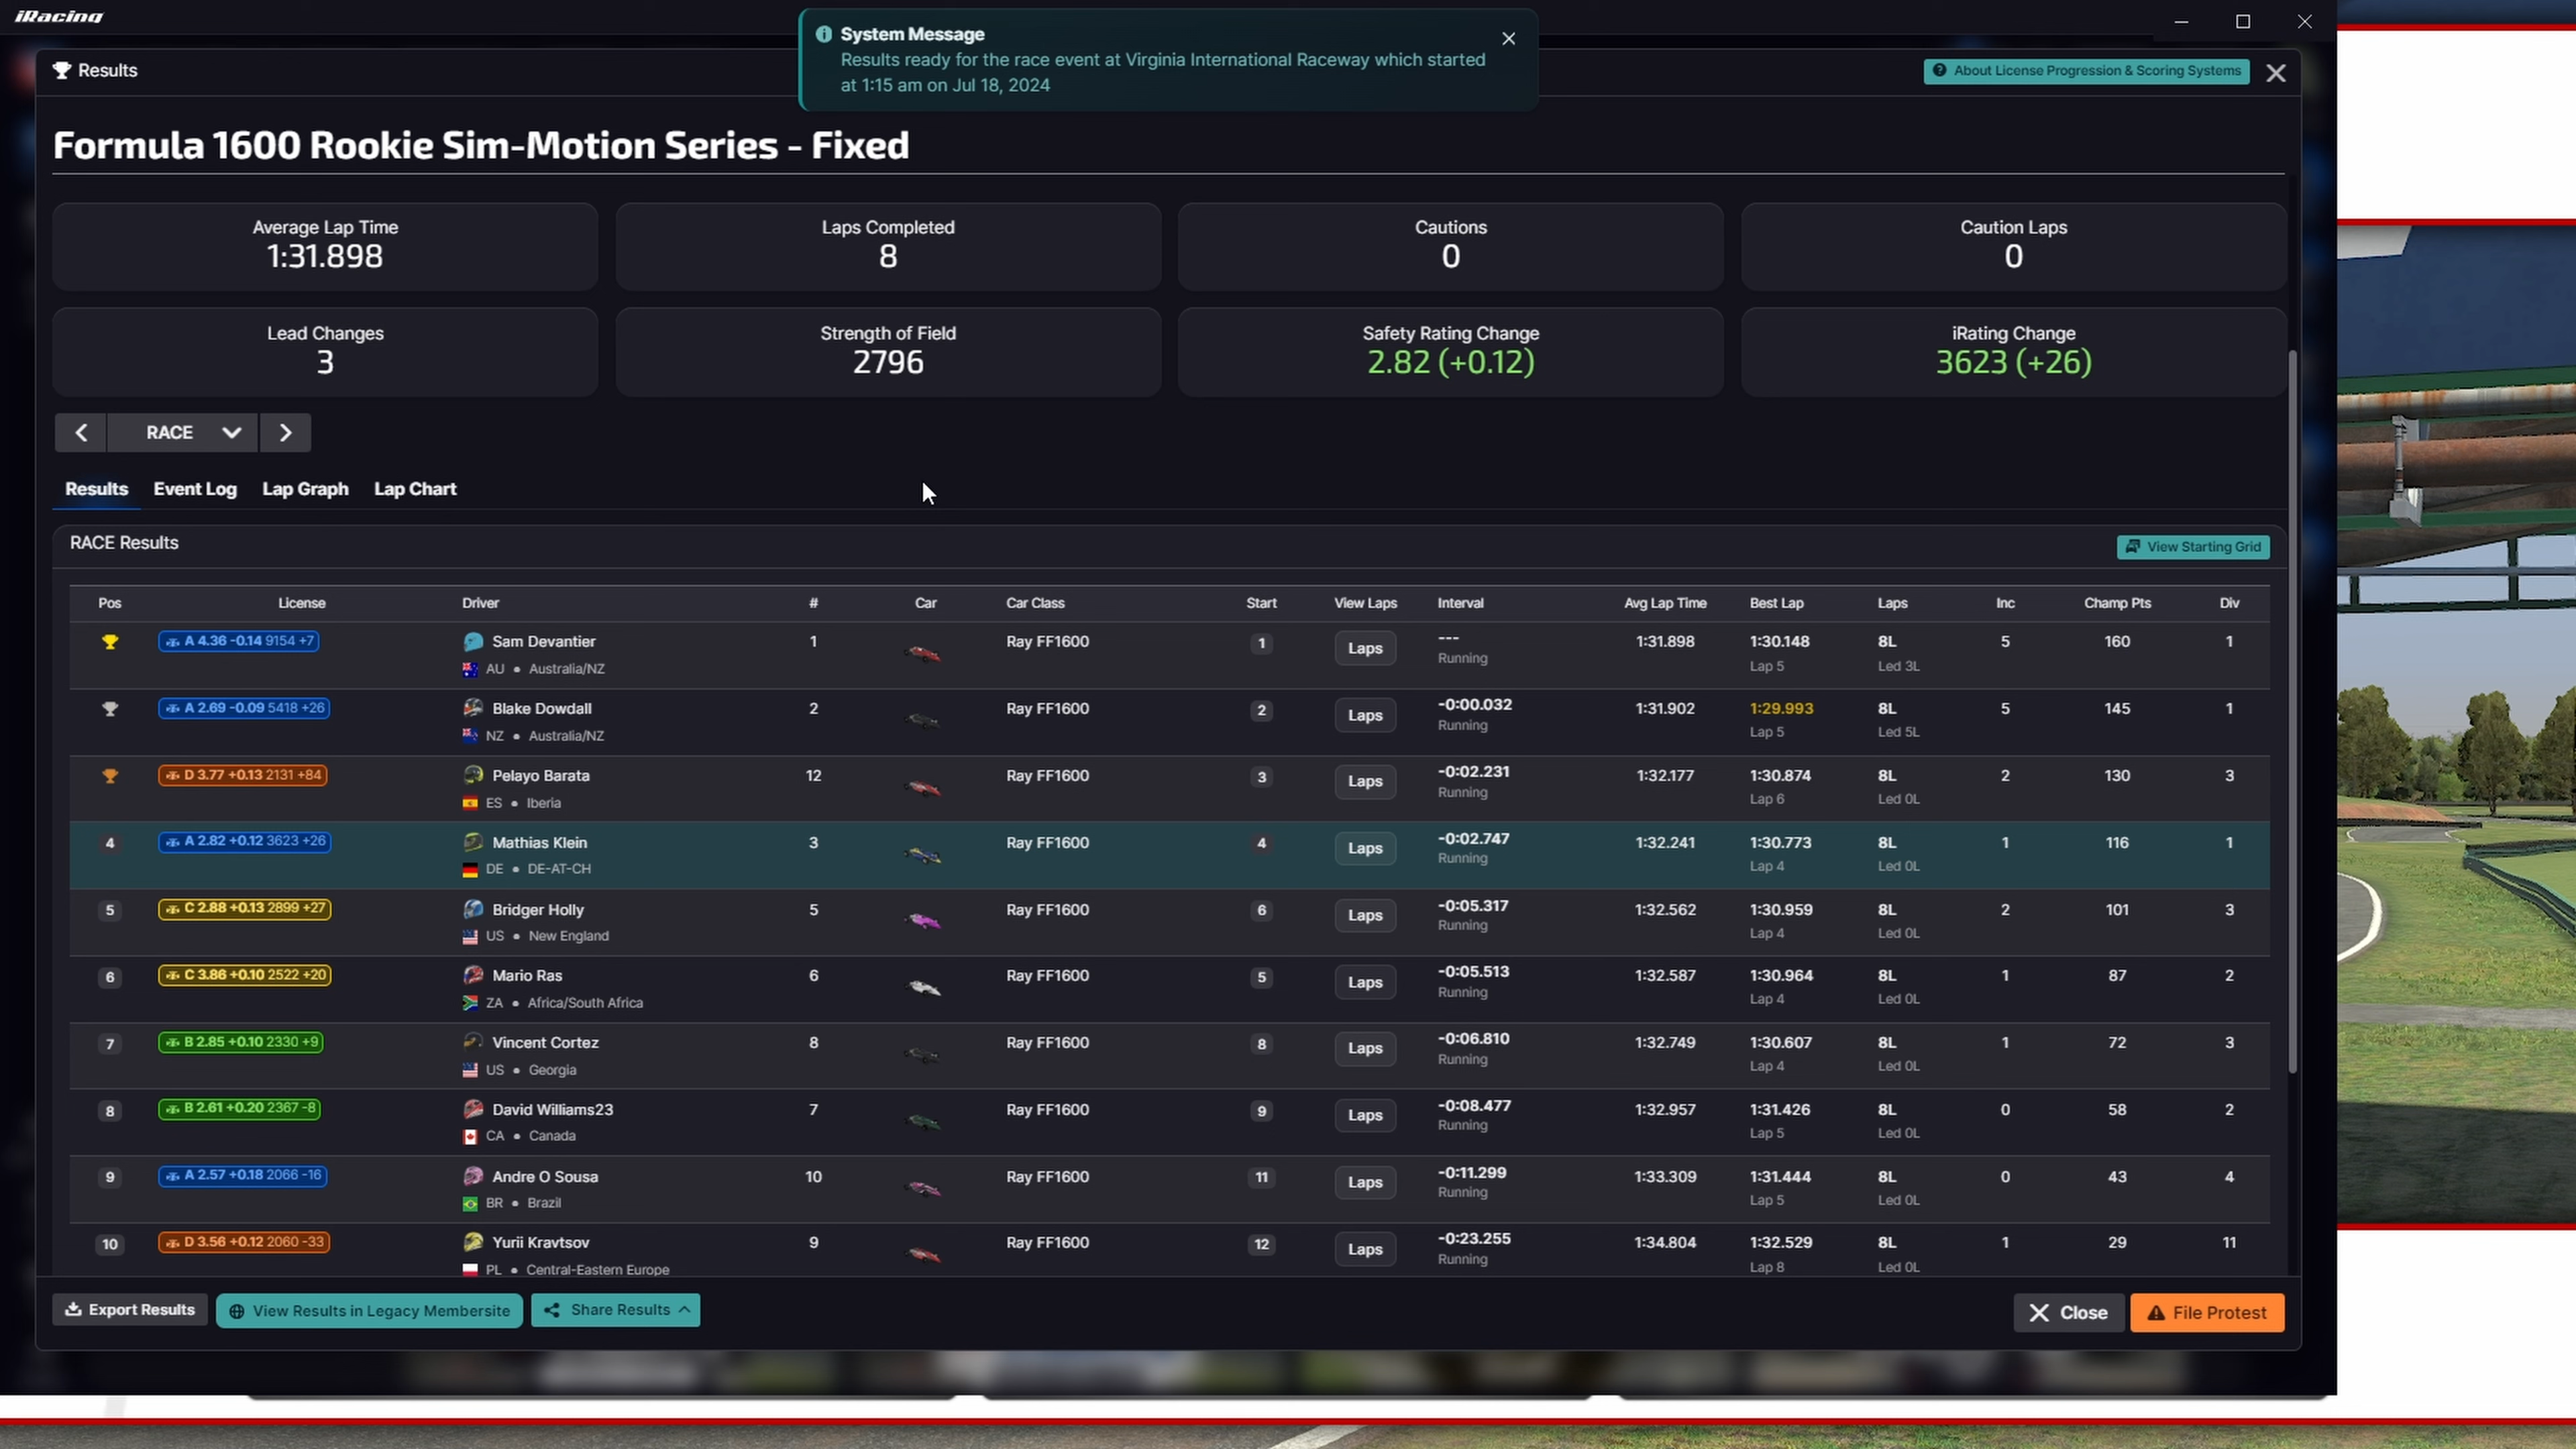 iRacing
System Message
Results ready for the race event at Virginia International Raceway which started
at 1:15 am on Jul 18, 2024
Results
About License Progression & Scoring Systems
Formula 1600 Rookie Sim-Motion Series - Fixed
Average Lap Time
1:31.898
Laps Completed
8
Cautions
0
Caution Laps
0
Lead Changes
3
Strength of Field
2796
Safety Rating Change
2.82 (+0.12)
iRating Change
3623 (+26)
RACE
Results Event Log Lap Graph Lap Chart
RACE Results
View Starting Grid
Pos License Driver # Car Car Class Start View Laps Interval Avg Lap Time Best Lap Laps Inc Champ Pts Div
A 4.36 -0.14 9154 +7 Sam Devantier 1 Ray FF1600 1 Laps --- 1:31.898 1:30.148 8L 5 160 1
AU • Australia/NZ Running Lap 5 Led 3L
A 2.69 -0.09 5418 +26 Blake Dowdall 2 Ray FF1600 2 Laps -0:00.032 1:31.902 1:29.993 8L 5 145 1
NZ • Australia/NZ Running Lap 5 Led 5L
D 3.77 +0.13 2131 +84 Pelayo Barata 12 Ray FF1600 3 Laps -0:02.231 1:32.177 1:30.874 8L 2 130 3
ES • Iberia Running Lap 6 Led 0L
4 A 2.82 +0.12 3623 +26 Mathias Klein 3 Ray FF1600 4 Laps -0:02.747 1:32.241 1:30.773 8L 1 116 1
DE • DE-AT-CH Running Lap 4 Led 0L
5 C 2.88 +0.13 2899 +27 Bridger Holly 5 Ray FF1600 6 Laps -0:05.317 1:32.562 1:30.959 8L 2 101 3
US • New England Running Lap 4 Led 0L
6 C 3.86 +0.10 2522 +20 Mario Ras 6 Ray FF1600 5 Laps -0:05.513 1:32.587 1:30.964 8L 1 87 2
ZA • Africa/South Africa Running Lap 4 Led 0L
7 B 2.85 +0.10 2330 +9 Vincent Cortez 8 Ray FF1600 8 Laps -0:06.810 1:32.749 1:30.607 8L 1 72 3
US • Georgia Running Lap 4 Led 0L
8 B 2.61 +0.20 2367 -8 David Williams23 7 Ray FF1600 9 Laps -0:08.477 1:32.957 1:31.426 8L 0 58 2
CA • Canada Running Lap 5 Led 0L
9 A 2.57 +0.18 2066 -16 Andre O Sousa 10 Ray FF1600 11 Laps -0:11.299 1:33.309 1:31.444 8L 0 43 4
BR • Brazil Running Lap 5 Led 0L
10 D 3.56 +0.12 2060 -33 Yurii Kravtsov 9 Ray FF1600 12 Laps -0:23.255 1:34.804 1:32.529 8L 1 29 11
PL • Central-Eastern Europe Running Lap 8 Led 0L
Export Results View Results in Legacy Membersite Share Results Close File Protest